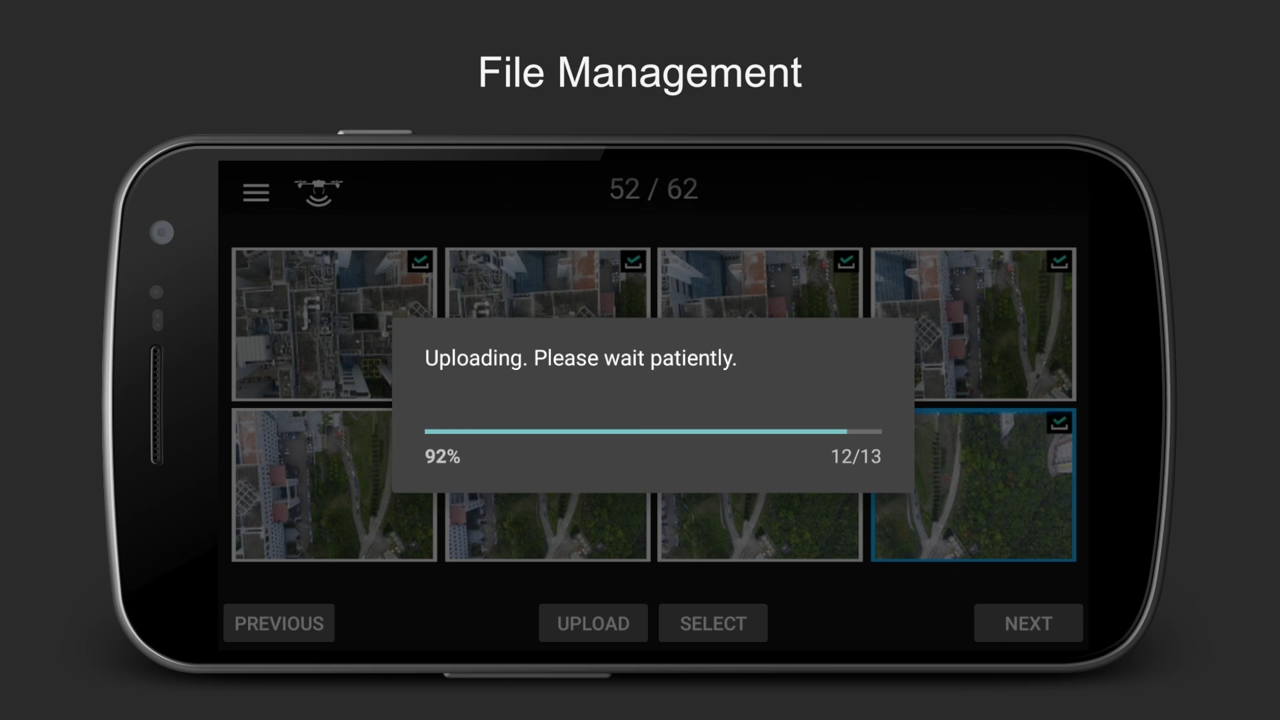 File Management
52 / 62
Uploading. Please wait patiently.
92% 12/13
PREVIOUS UPLOAD SELECT NEXT